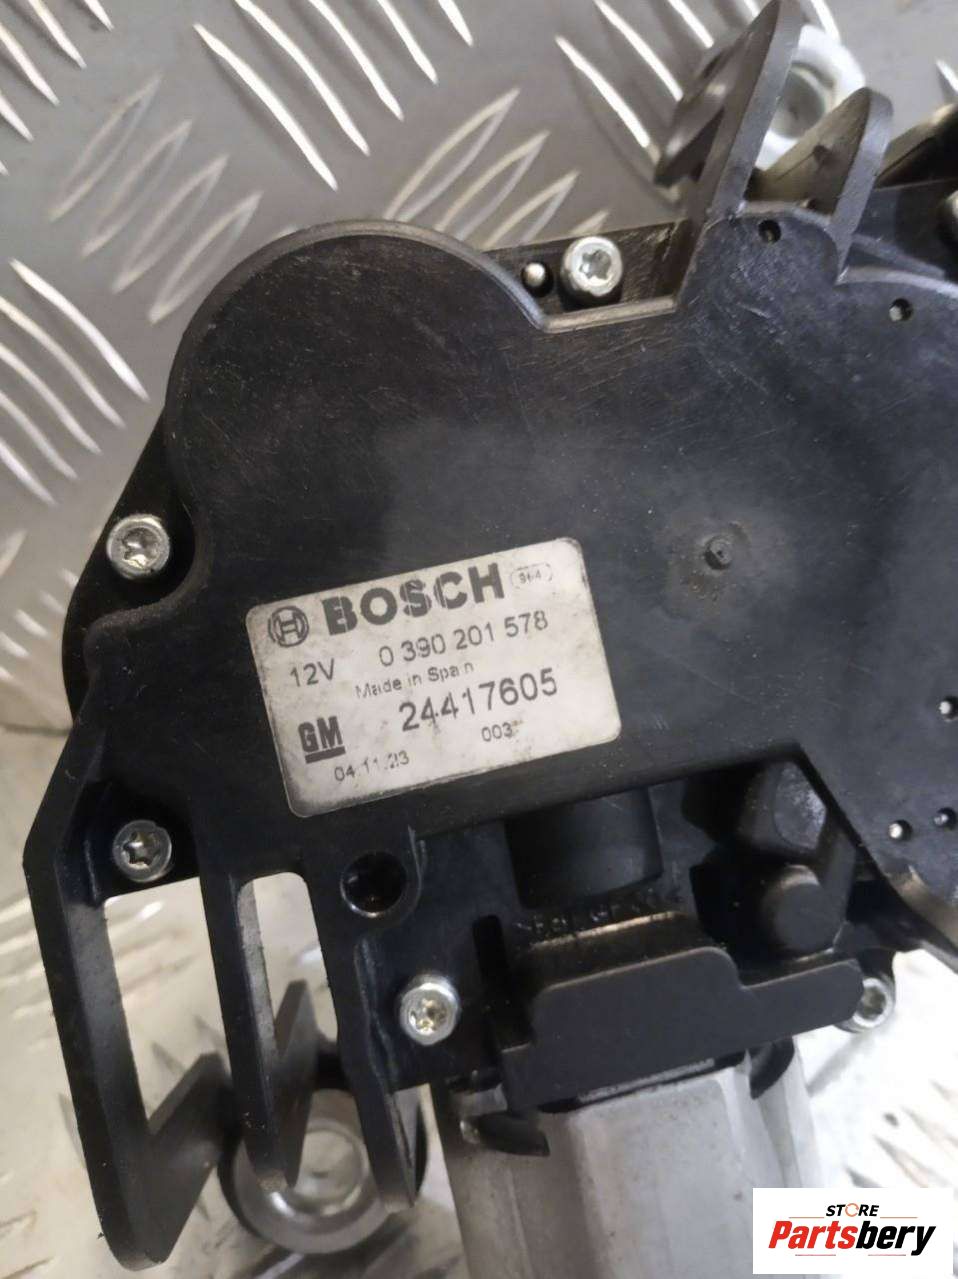 BOSCH
12V 0 390 201 578
Made in Spain
GM 24417605
04.11.23 003
STORE
Partsbery